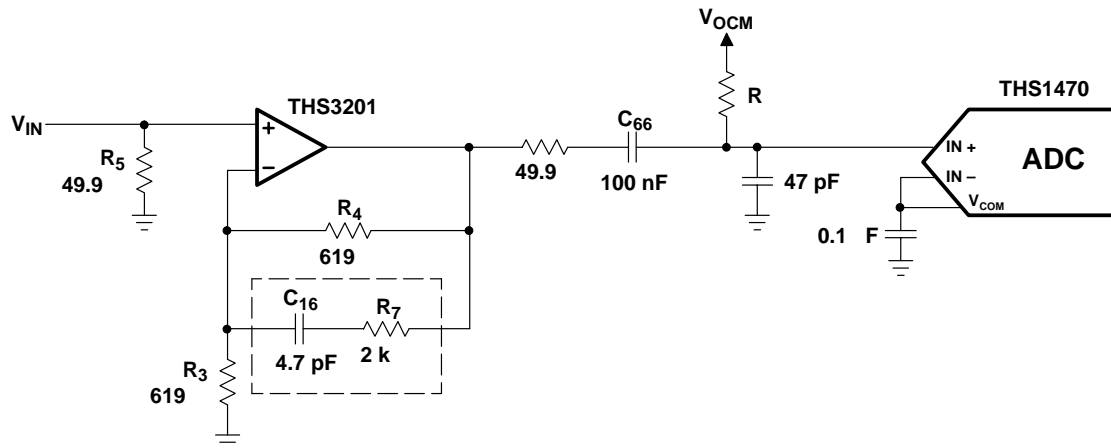 V_OCM
R
THS1470
THS3201
V_IN
+
−
R_5
49.9
C_66
49.9
100 nF
47 pF
IN +
IN −
V_COM
ADC
0.1 F
R_4
619
C_16
R_7
4.7 pF
2 k
R_3
619